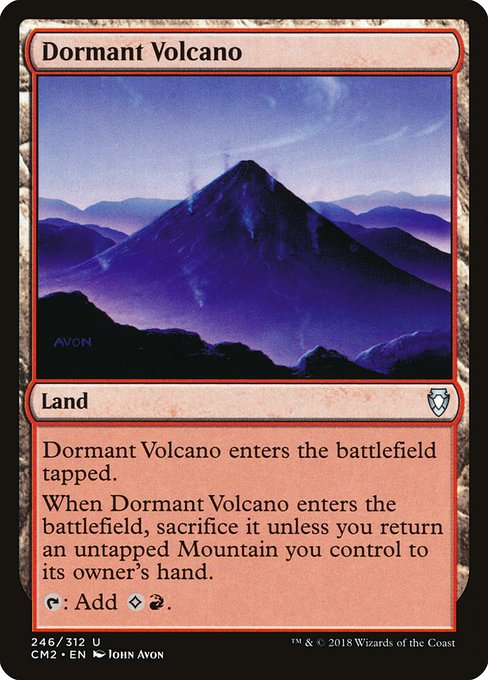 Dormant Volcano
AVON
Land
Dormant Volcano enters the battlefield
tapped.
When Dormant Volcano enters the
battlefield, sacrifice it unless you return
an untapped Mountain you control to
its owner's hand.
: Add .
246/312 U
CM2 • EN John Avon
™ & © 2018 Wizards of the Coast